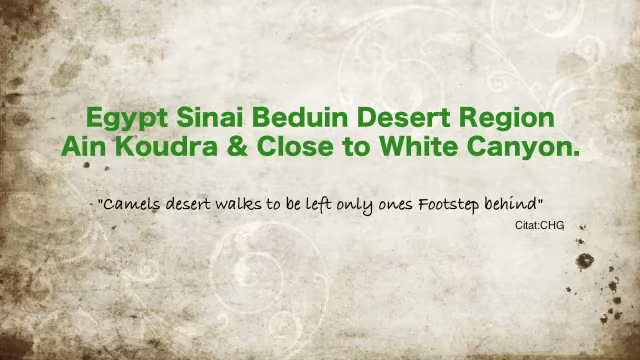 Egypt Sinai Beduin Desert Region
Ain Koudra & Close to White Canyon.
"Camels desert walks to be left only ones Footstep behind"
Citat:CHG